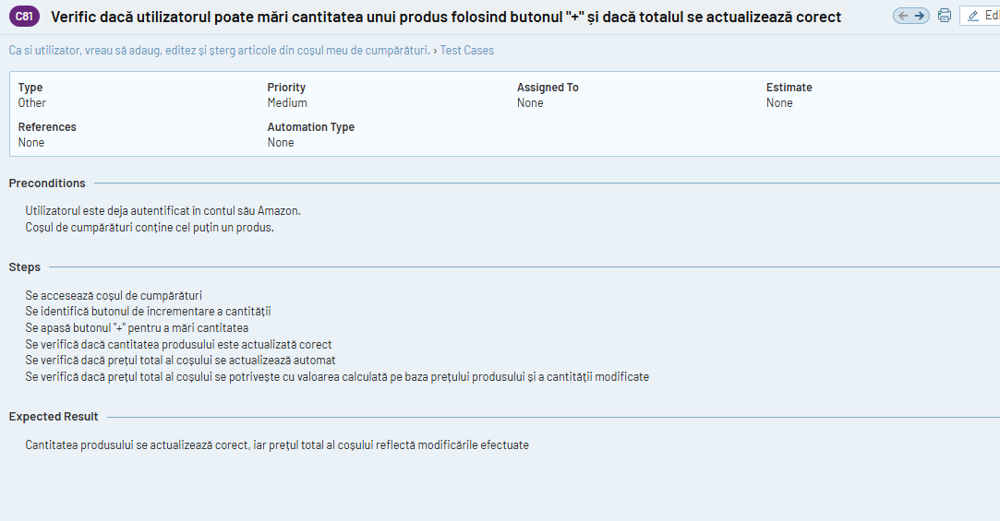 C81 Verific dacă utilizatorul poate mări cantitatea unui produs folosind butonul "+" și dacă totalul se actualizează corect
Ca si utilizator, vreau să adaug, editez și șterg articole din coșul meu de cumpărături. › Test Cases
Type Priority Assigned To Estimate
Other Medium None None
References Automation Type
None None
Preconditions
Utilizatorul este deja autentificat în contul său Amazon.
Coșul de cumpărături conține cel puțin un produs.
Steps
Se accesează coșul de cumpărături
Se identifică butonul de incrementare a cantității
Se apasă butonul "+" pentru a mări cantitatea
Se verifică dacă cantitatea produsului este actualizată corect
Se verifică dacă prețul total al coșului se actualizează automat
Se verifică dacă prețul total al coșului se potrivește cu valoarea calculată pe baza prețului produsului și a cantității modificate
Expected Result
Cantitatea produsului se actualizează corect, iar prețul total al coșului reflectă modificările efectuate